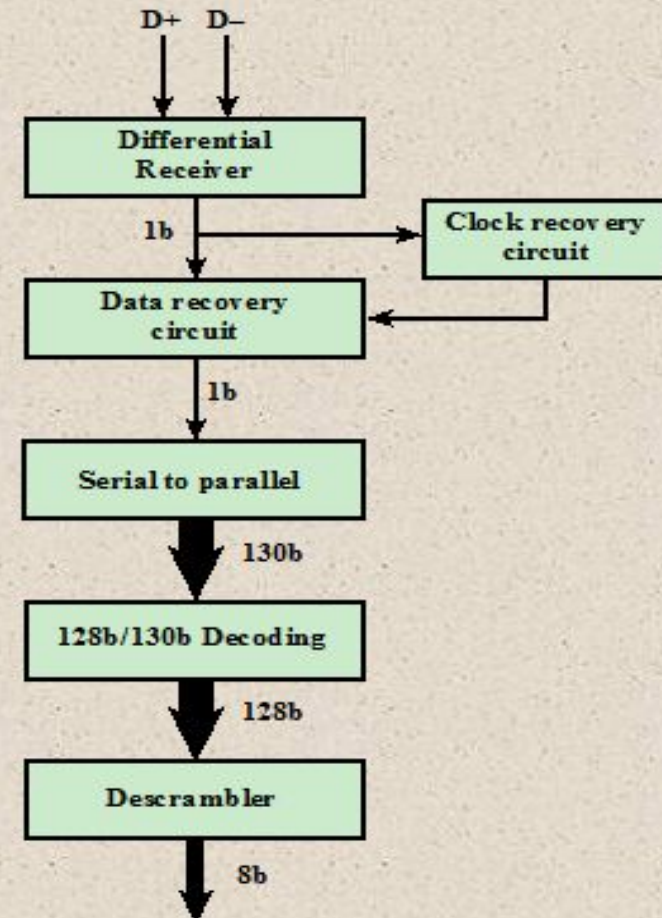 D+ D–
Differential
Receiver
1b
Clock recovery
circuit
Data recovery
circuit
1b
Serial to parallel
130b
128b/130b Decoding
128b
Descrambler
8b